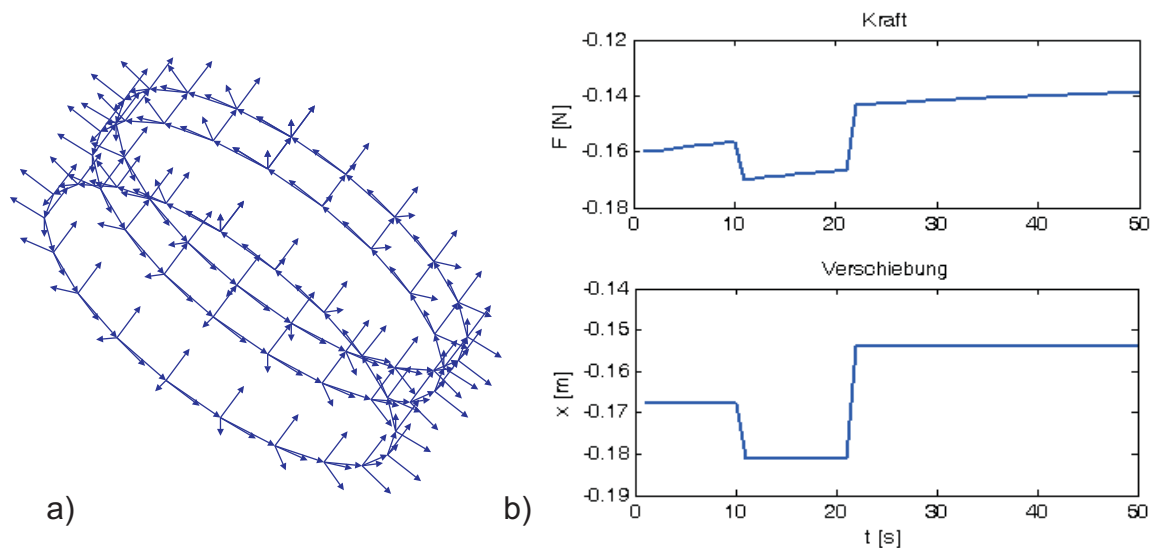 a)
b)
Kraft
F [N]
-0.12
-0.14
-0.16
-0.18
0 10 20 30 40 50
Verschiebung
x [m]
-0.14
-0.15
-0.16
-0.17
-0.18
-0.19
0 10 20 30 40 50
t [s]